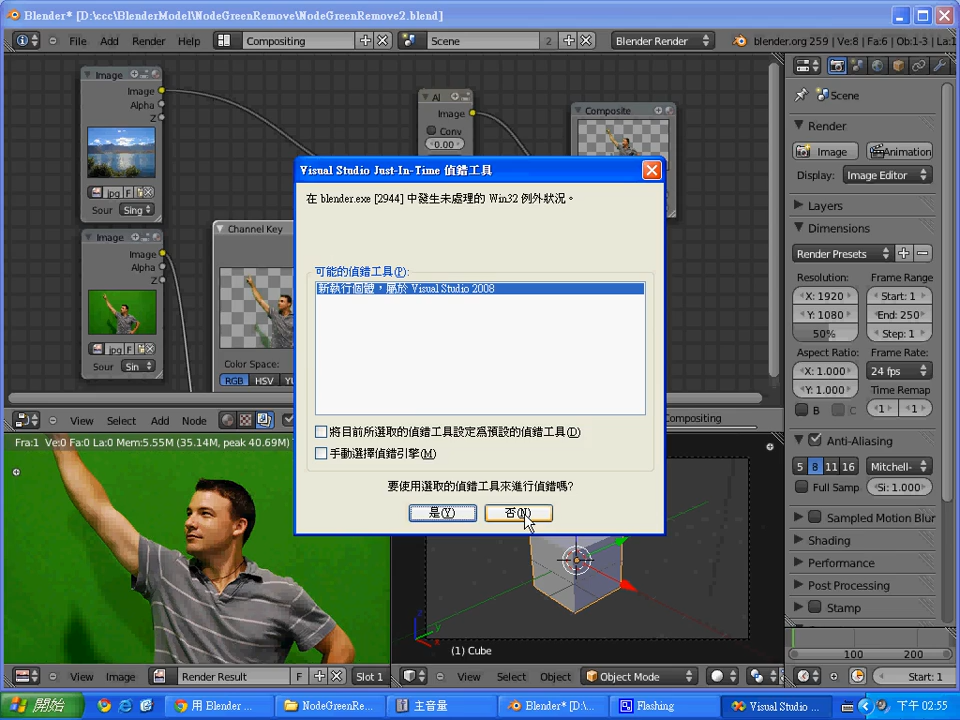 Blender* [D:\ccc\BlenderModel\NodeGreenRemove\NodeGreenRemove2.blend]
File Add Render Help Compositing Scene 2 Blender Render blender.org 259 | Ve:8 | Fa:6 | Ob:1-3 | La:1
Image
Image
Alpha
Z
jpg F
Sour Sing
Image
Image
Alpha
Z
jpg F
Sour Sin
Channel Key
Color Space:
RGB HSV YU
Al
Image
Conv
0.00
Composite
View Select Add Node
Compositing
Visual Studio Just-In-Time 偵錯工具
在 blender.exe [2944] 中發生未處理的 Win32 例外狀況。
可能的偵錯工具(P):
新執行個體，屬於 Visual Studio 2008
將目前所選取的偵錯工具設定為預設的偵錯工具(D)
手動選擇偵錯引擎(M)
要使用選取的偵錯工具來進行偵錯嗎?
是(Y) 否(N)
Scene
Render
Image Animation
Display: Image Editor
Layers
Dimensions
Render Presets
Resolution: Frame Range
X: 1920 Start: 1
Y: 1080 End: 250
50% Step: 1
Aspect Ratio: Frame Rate:
X: 1.000 24 fps
Y: 1.000 Time Remap
B C 1 1
Anti-Aliasing
5 8 11 16 Mitchell-
Full Samp Si: 1.000
Sampled Motion Blur
Shading
Performance
Post Processing
Stamp
100 200
Start: 1
Fra:1 Ve:0 Fa:0 La:0 Mem:5.55M (35.14M, peak 40.69M)
z
y
(1) Cube
View Image Render Result F Slot 1
View Select Object Object Mode
開始 用 Blender ... NodeGreenRe... 主音量 Blender* [D:\... Flashing Visual Studio ... 下午 02:55